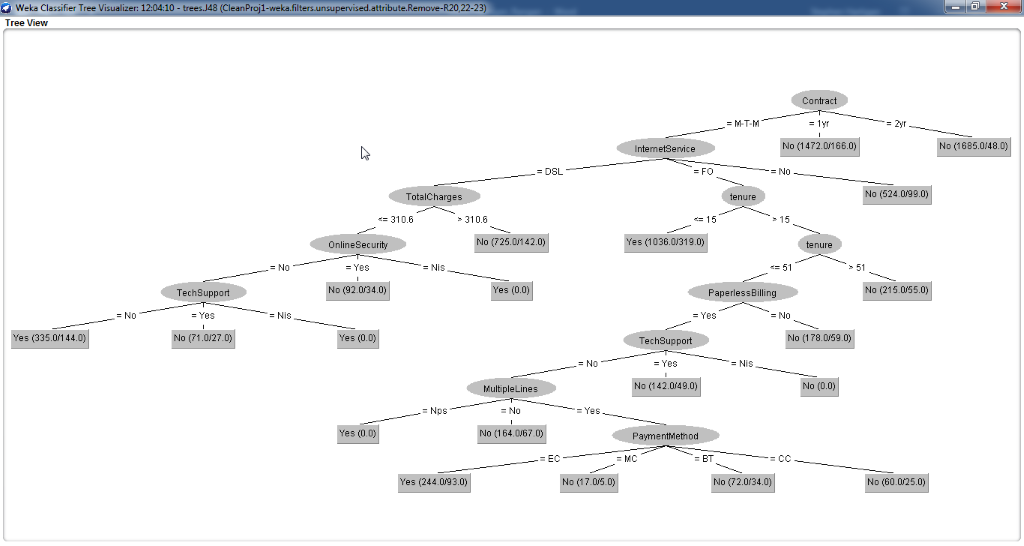 Weka Classifier Tree Visualizer: 12:04:10 - trees.J48 (CleanProj1-weka.filters.unsupervised.attribute.Remove-R20,22-23)
Tree View
Contract
= M-T-M = 1yr = 2yr
InternetService No (1472.0/166.0) No (1685.0/48.0)
= DSL = FO = No
TotalCharges tenure No (524.0/99.0)
<= 310.6 > 310.6 <= 15 > 15
OnlineSecurity No (725.0/142.0) Yes (1036.0/319.0) tenure
= No = Yes = Nis <= 51 > 51
TechSupport No (92.0/34.0) Yes (0.0) PaperlessBilling No (215.0/55.0)
= No = Yes = Nis = Yes = No
Yes (335.0/144.0) No (71.0/27.0) Yes (0.0) TechSupport No (178.0/59.0)
= No = Yes = Nis
MultipleLines No (142.0/49.0) No (0.0)
= Nps = No = Yes
Yes (0.0) No (164.0/67.0) PaymentMethod
= EC = MC = BT = CC
Yes (244.0/93.0) No (17.0/5.0) No (72.0/34.0) No (60.0/25.0)